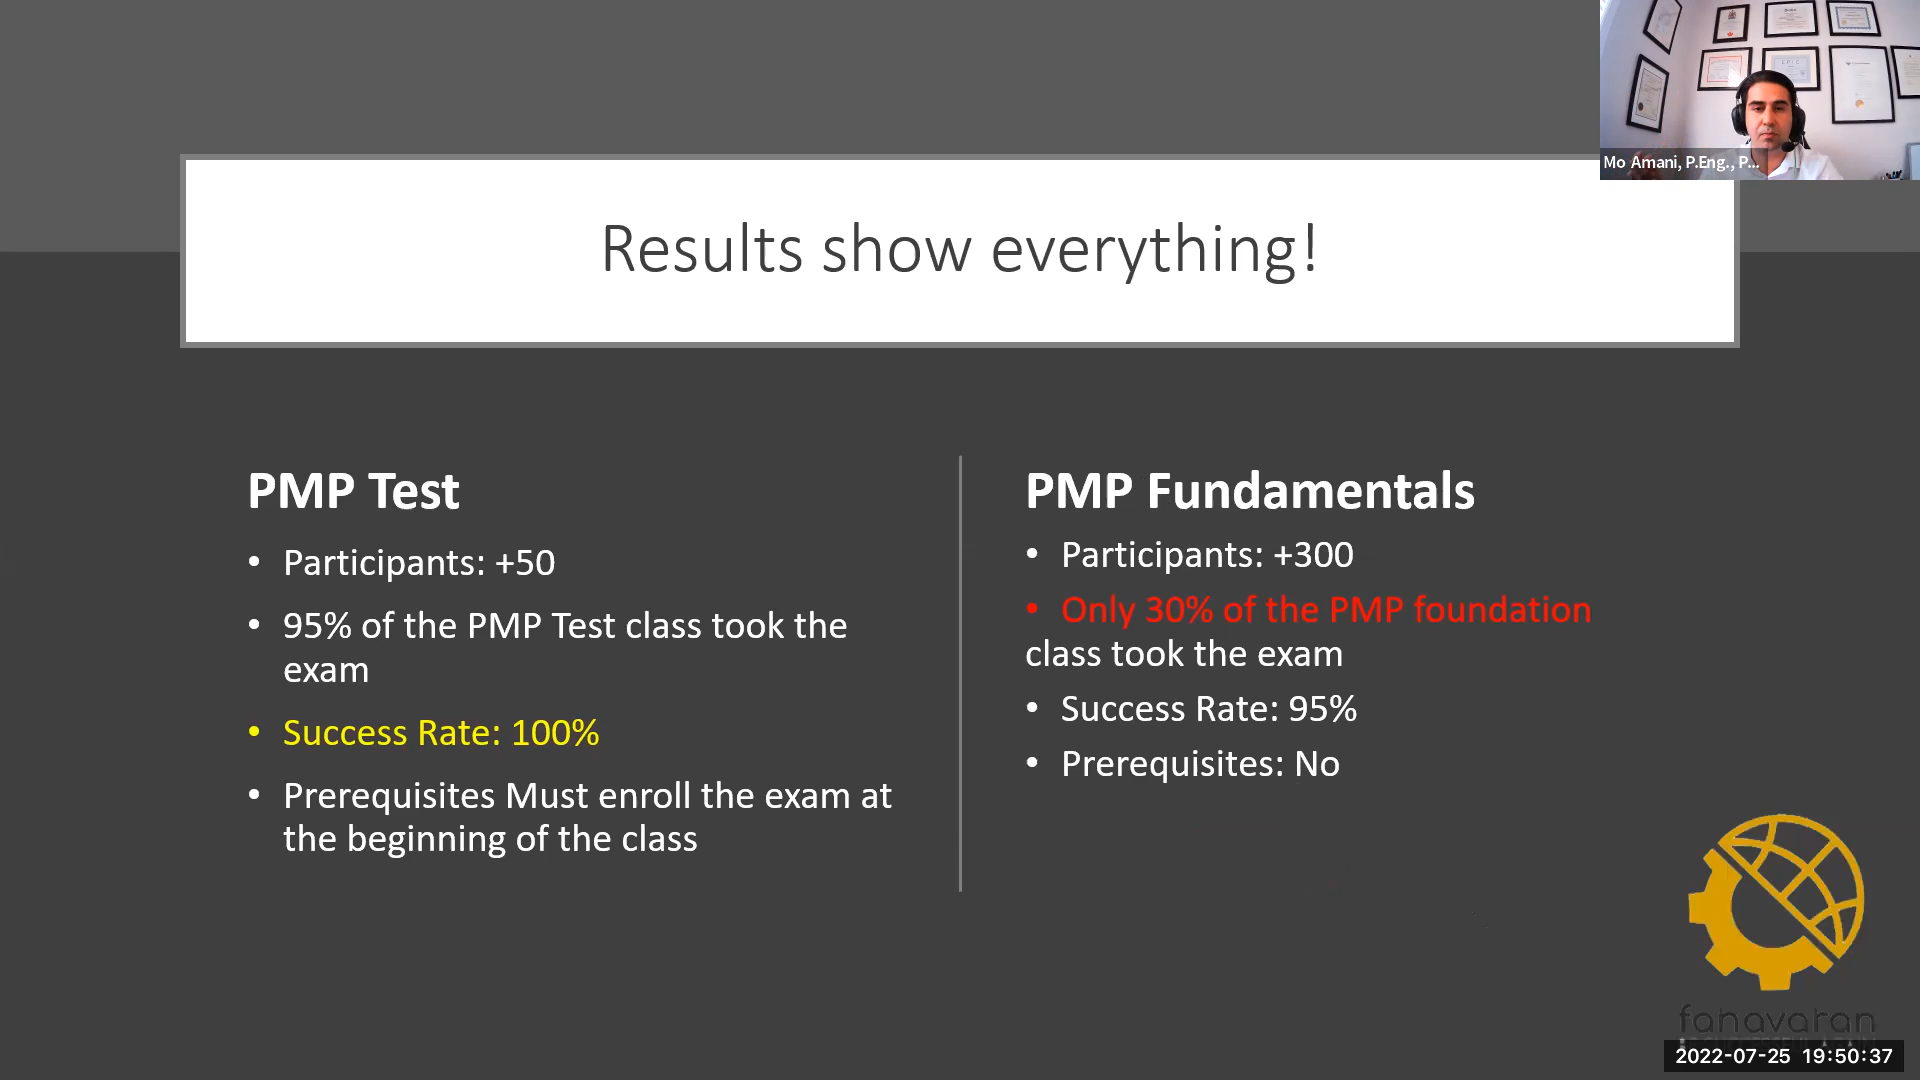 Mo Amani, P.Eng., P...
Results show everything!
PMP Test
• Participants: +50
• 95% of the PMP Test class took the
exam
• Success Rate: 100%
• Prerequisites Must enroll the exam at
the beginning of the class
PMP Fundamentals
• Participants: +300
• Only 30% of the PMP foundation
class took the exam
• Success Rate: 95%
• Prerequisites: No
fanavaran
2022-07-25 19:50:37